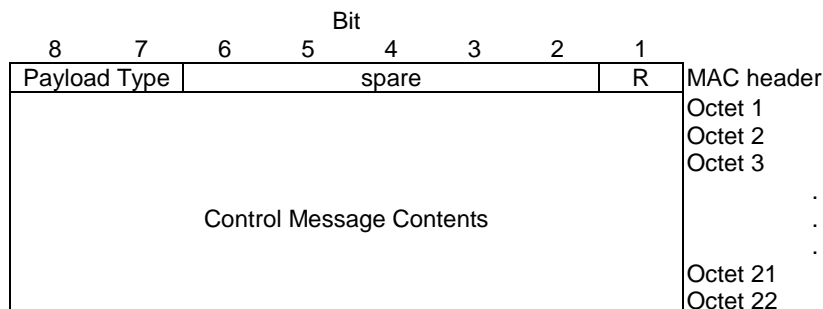 Bit
8 7 6 5 4 3 2 1
Payload Type spare R MAC header
Octet 1
Octet 2
Octet 3
.
Control Message Contents .
.
Octet 21
Octet 22